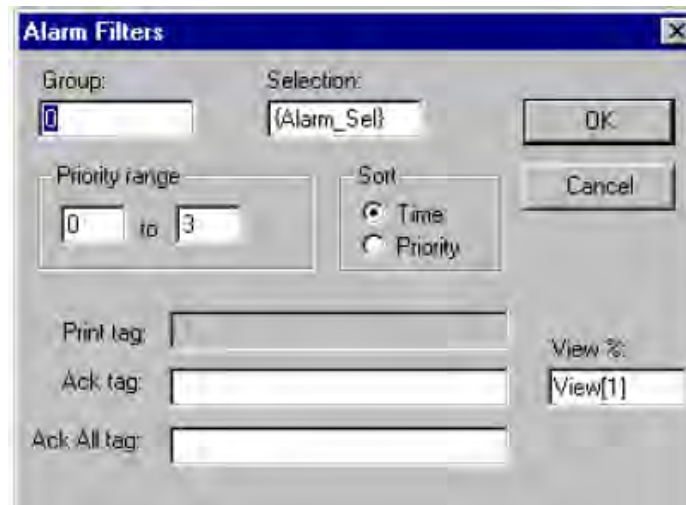 Alarm Filters
Group:
Selection:
0
{Alarm_Sel}
OK
Cancel
Priority range
0 to 3
Sort
Time
Priority
Print tag:
Ack tag:
Ack All tag:
View %:
View[1]